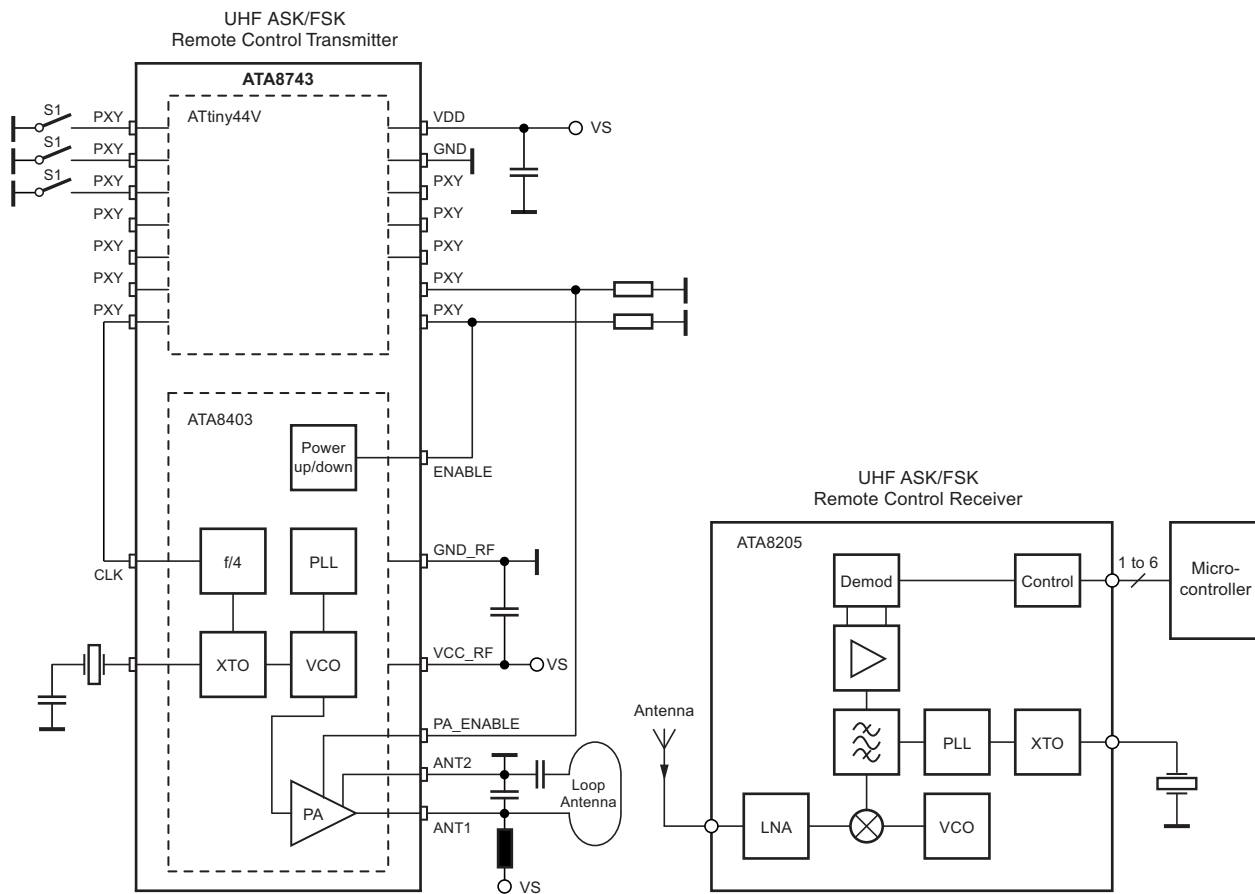 UHF ASK/FSK
Remote Control Transmitter
ATA8743
ATtiny44V
S1
PXY
VDD
VS
S1
PXY
GND
S1
PXY
PXY
PXY
PXY
PXY
PXY
PXY
PXY
PXY
PXY
ATA8403
Power
up/down
ENABLE
CLK
f/4
PLL
GND_RF
XTO
VCO
VCC_RF
VS
PA_ENABLE
ANT2
Loop
Antenna
PA
ANT1
VS
UHF ASK/FSK
Remote Control Receiver
ATA8205
Demod
Control
1 to 6
Micro-
controller
Antenna
PLL
XTO
LNA
VCO